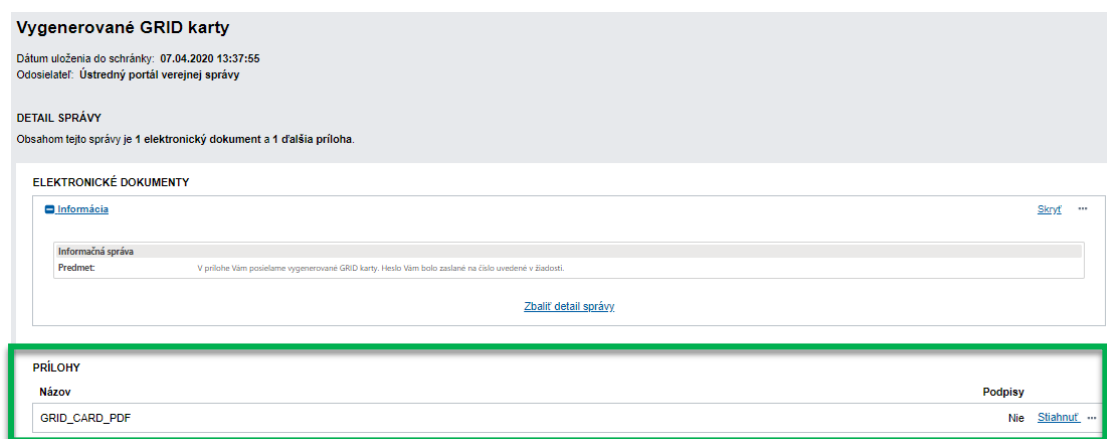 Vygenerované GRID karty
Dátum uloženia do schránky: 07.04.2020 13:37:55
Odosielateľ: Ústredný portál verejnej správy
DETAIL SPRÁVY
Obsahom tejto správy je 1 elektronický dokument a 1 ďalšia príloha.
ELEKTRONICKÉ DOKUMENTY
Informácia Skryť ···
Informačná správa
Predmet: V prílohe Vám posielame vygenerované GRID karty. Heslo Vám bolo zaslané na číslo uvedené v žiadosti.
Zbaliť detail správy
PRÍLOHY
Názov Podpisy
GRID_CARD_PDF Nie Stiahnuť ···